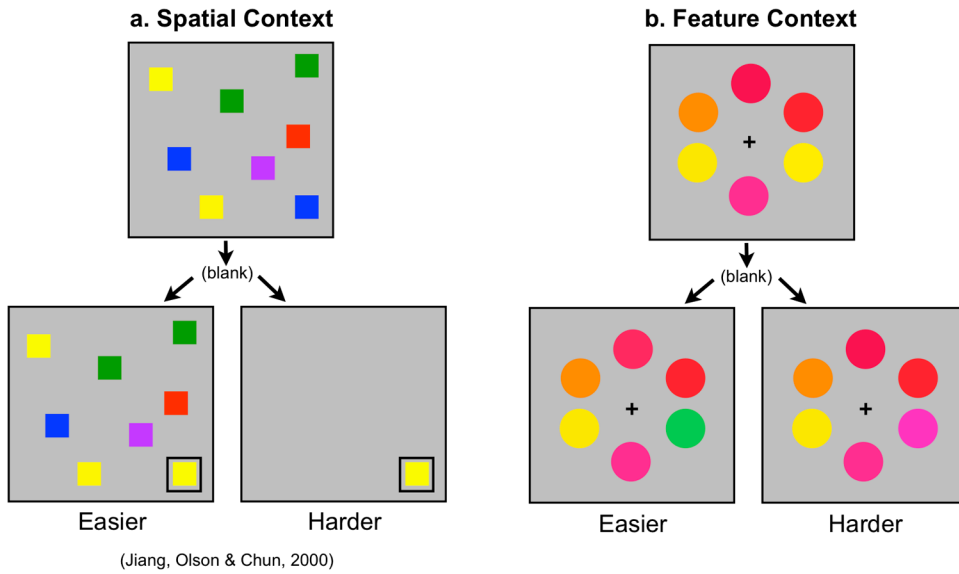 a. Spatial Context
(blank)
Easier
Harder
(Jiang, Olson & Chun, 2000)
b. Feature Context
+
(blank)
+
+
Easier
Harder